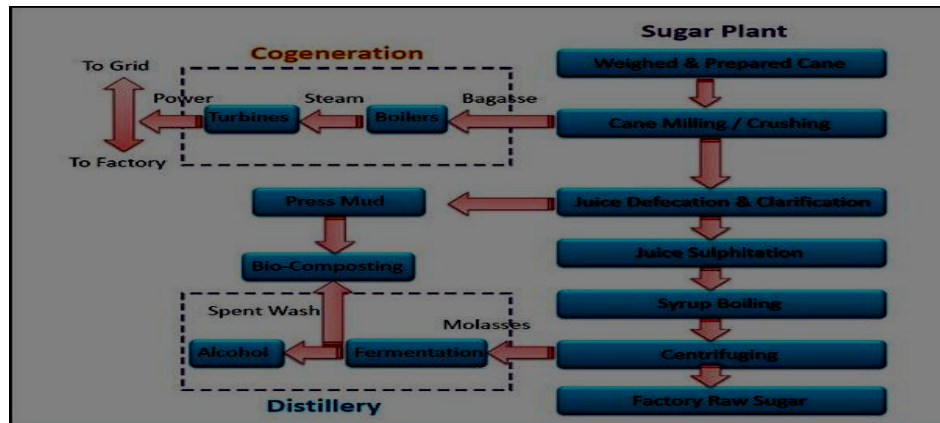 Sugar Plant
Cogeneration
Weighed & Prepared Cane
To Grid
Power
Steam
Bagasse
Turbines
Boilers
Cane Milling / Crushing
To Factory
Press Mud
Juice Defecation & Clarification
Bio-Composting
Juice Sulphitation
Spent Wash
Syrup Boiling
Molasses
Alcohol
Fermentation
Centrifuging
Distillery
Factory Raw Sugar